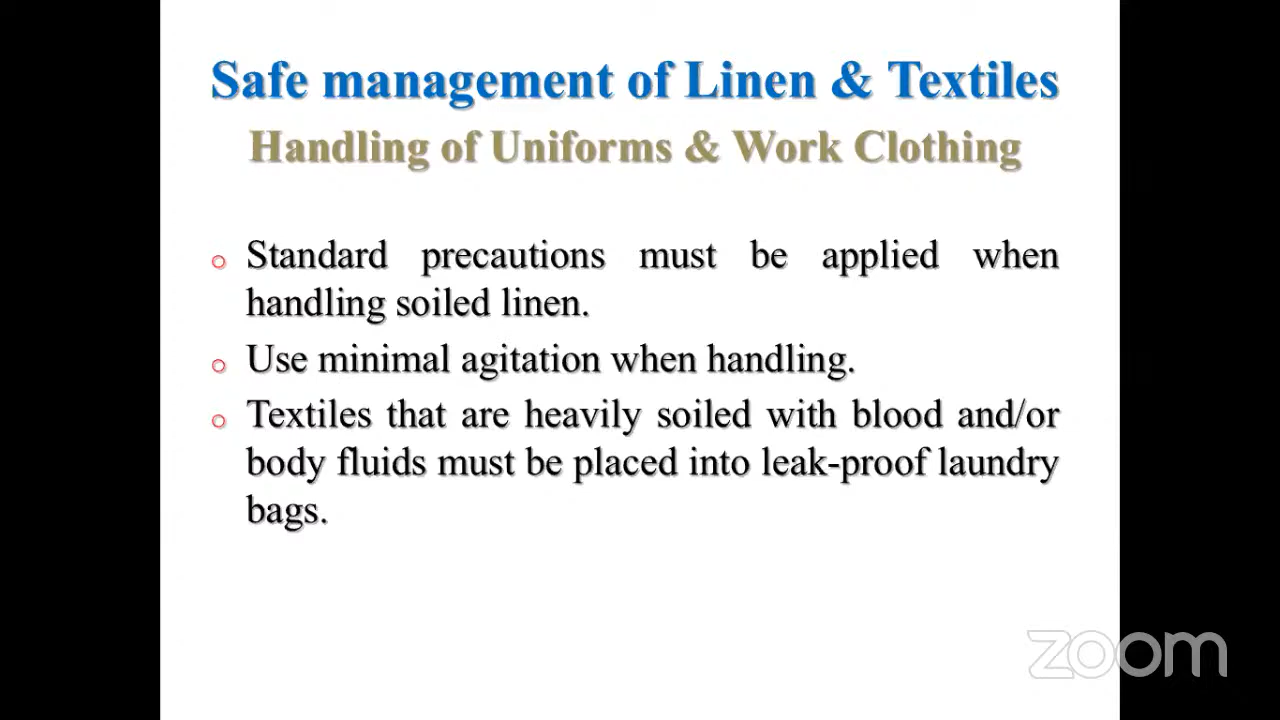 Safe management of Linen & Textiles
Handling of Uniforms & Work Clothing
Standard precautions must be applied when
handling soiled linen.
Use minimal agitation when handling.
Textiles that are heavily soiled with blood and/or
body fluids must be placed into leak-proof laundry
bags.
zoom